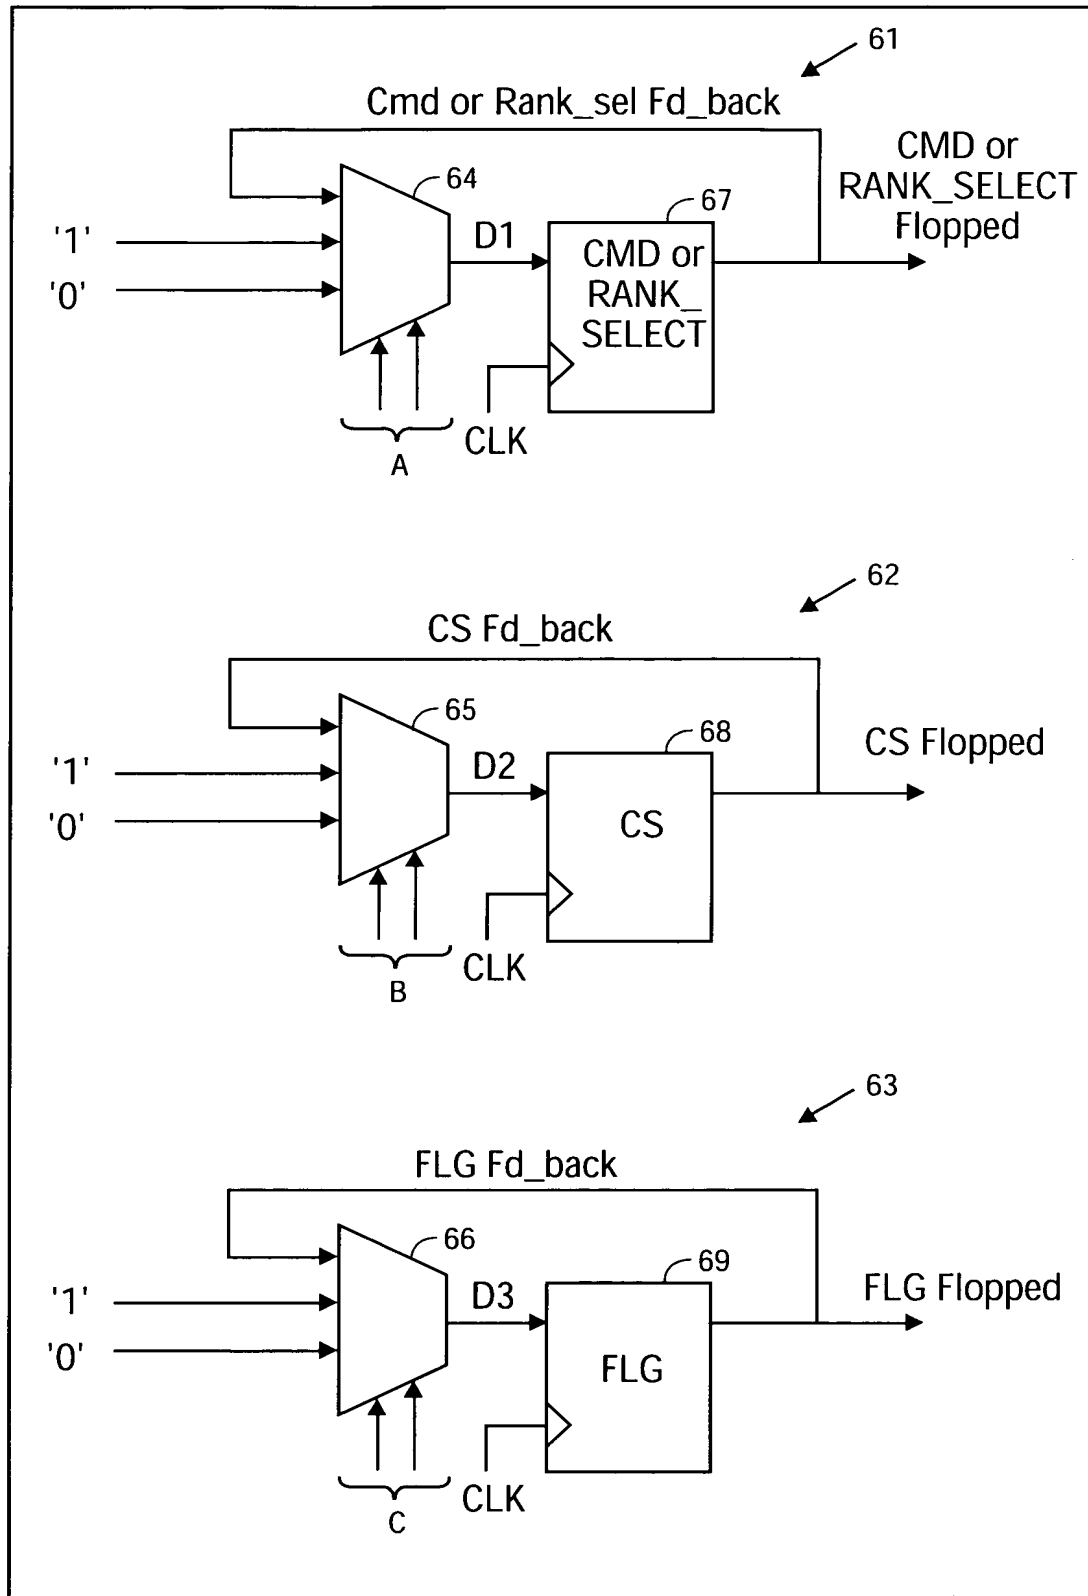 61
Cmd or Rank_sel Fd_back
CMD or
RANK_SELECT
Flopped
64
67
'1'
'0'
D1
CMD or
RANK_
SELECT
CLK
A
62
CS Fd_back
65
68
CS Flopped
'1'
'0'
D2
CS
CLK
B
63
FLG Fd_back
66
69
FLG Flopped
'1'
'0'
D3
FLG
CLK
C